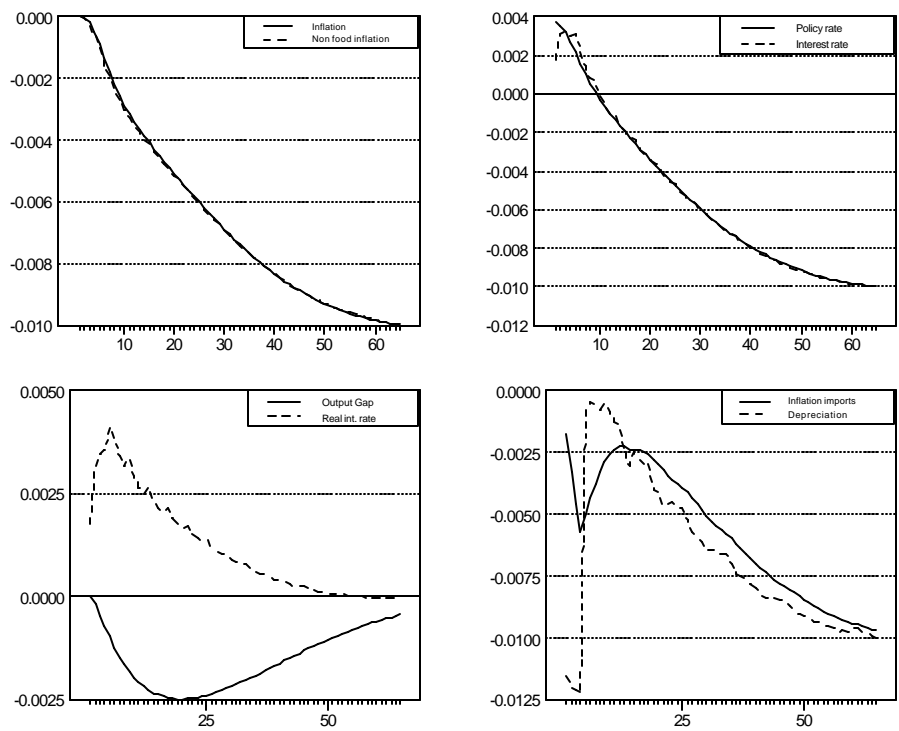 0.000
-0.002
-0.004
-0.006
-0.008
-0.010
10 20 30 40 50 60
Inflation
Non food inflation
0.004
0.002
0.000
-0.002
-0.004
-0.006
-0.008
-0.010
-0.012
10 20 30 40 50 60
Policy rate
Interest rate
0.0050
0.0025
0.0000
-0.0025
25 50
Output Gap
Real int. rate
0.0000
-0.0025
-0.0050
-0.0075
-0.0100
-0.0125
25 50
Inflation imports
Depreciation